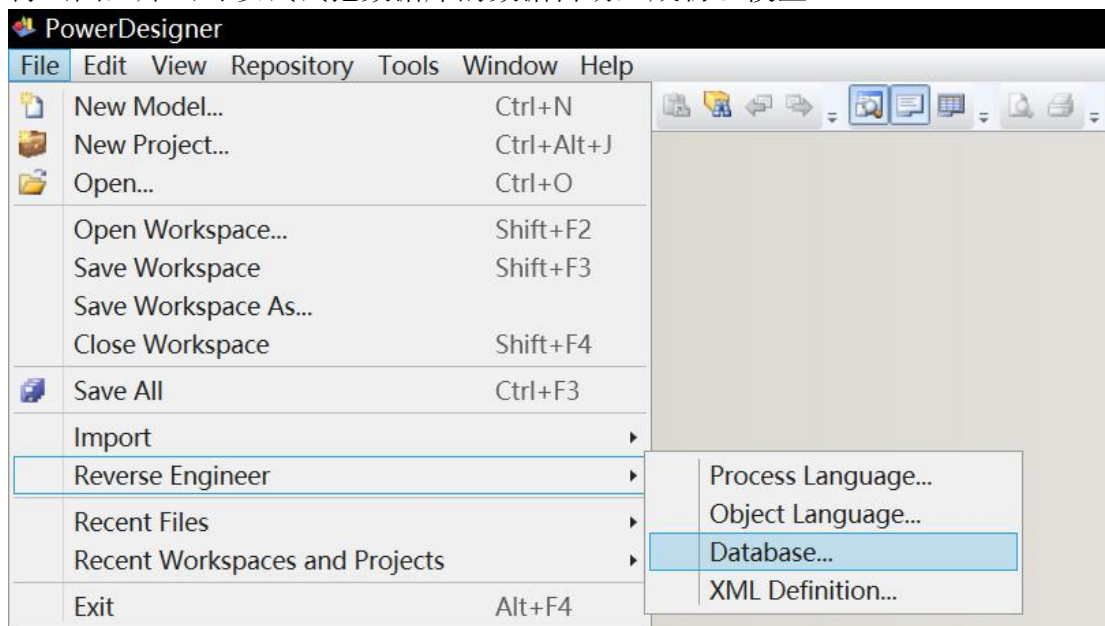 PowerDesigner
File Edit View Repository Tools Window Help
New Model... Ctrl+N
New Project... Ctrl+Alt+J
Open... Ctrl+O
Open Workspace... Shift+F2
Save Workspace Shift+F3
Save Workspace As...
Close Workspace Shift+F4
Save All Ctrl+F3
Import
Reverse Engineer
Process Language...
Object Language...
Database...
XML Definition...
Recent Files
Recent Workspaces and Projects
Exit Alt+F4